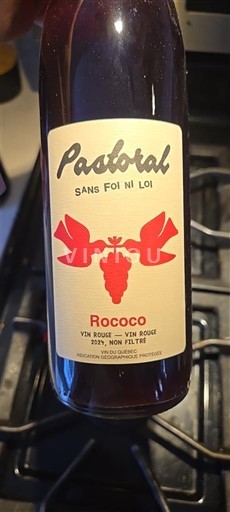 Pastoral
SANS FOI NI LOI
VINOU
Rococo
VIN ROUGE — VIN ROUGE
2024, NON FILTRÉ
VIN DU QUÉBEC
INDICATION GÉOGRAPHIQUE PROTÉGÉE